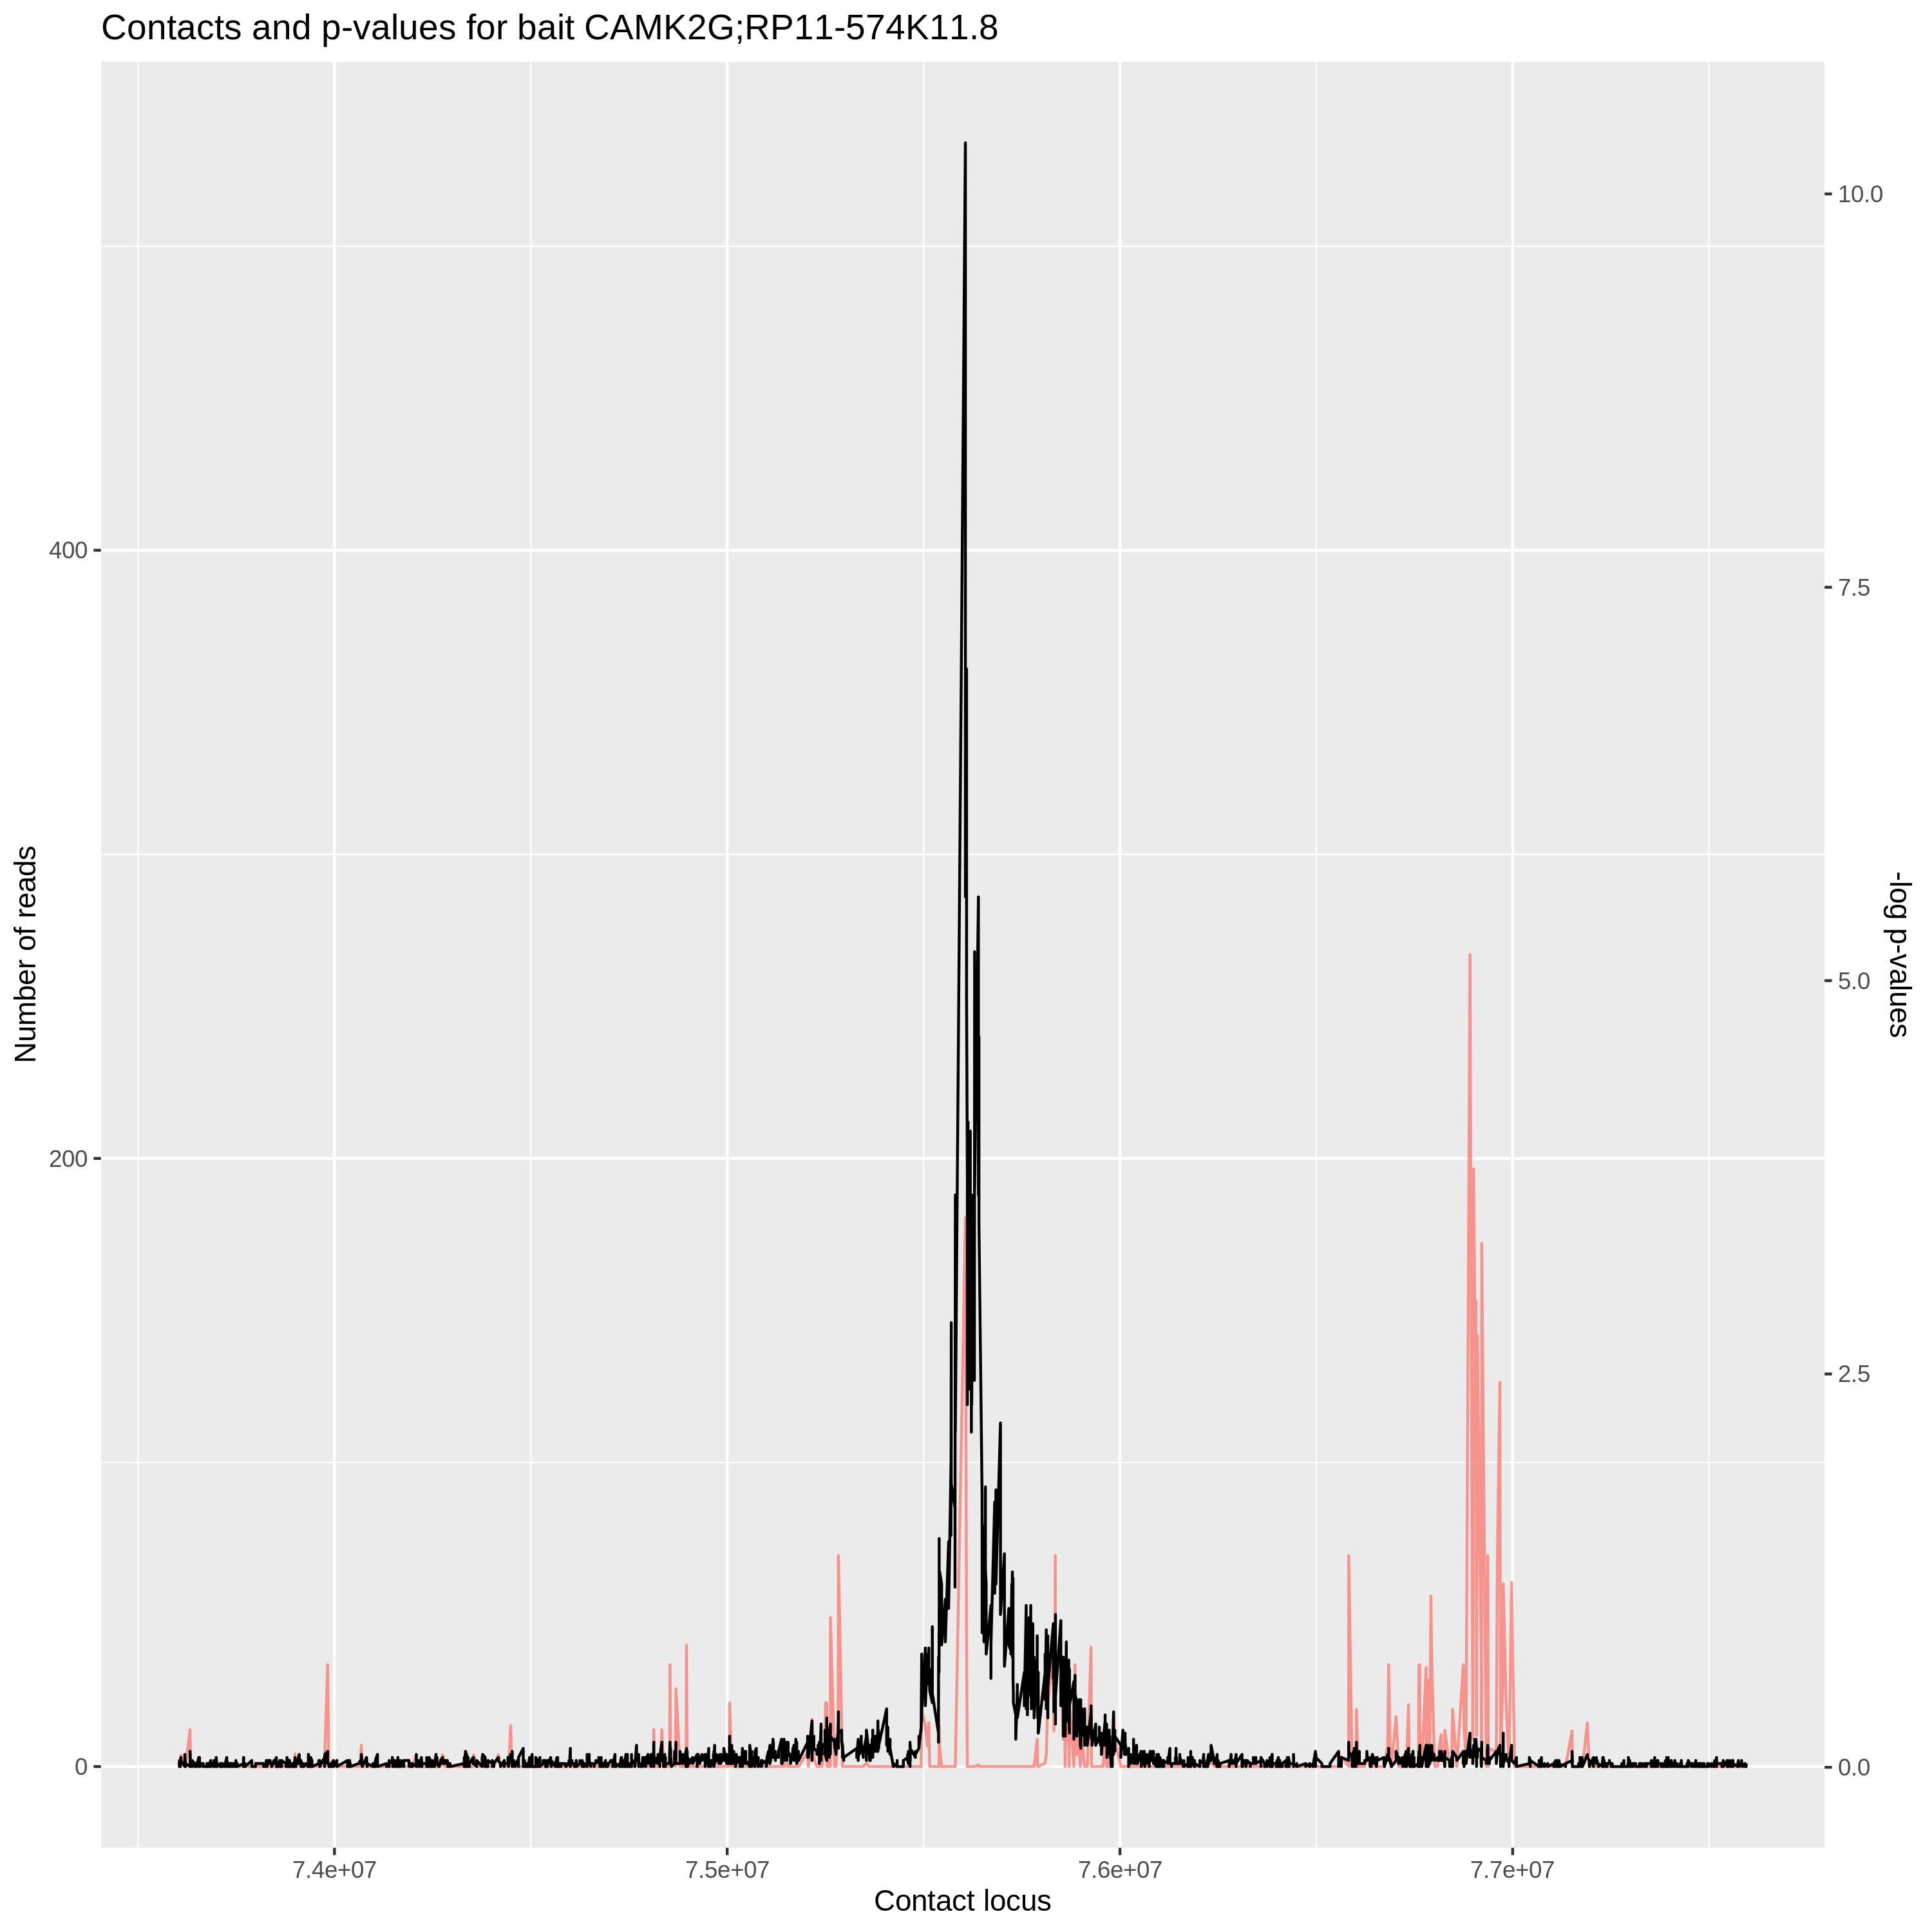 Contacts and p-values for bait CAMK2G;RP11-574K11.8
Number of reads
400
200
0
10.0
7.5
5.0
2.5
0.0
-log p-values
7.4e+07
7.5e+07
7.6e+07
7.7e+07
Contact locus